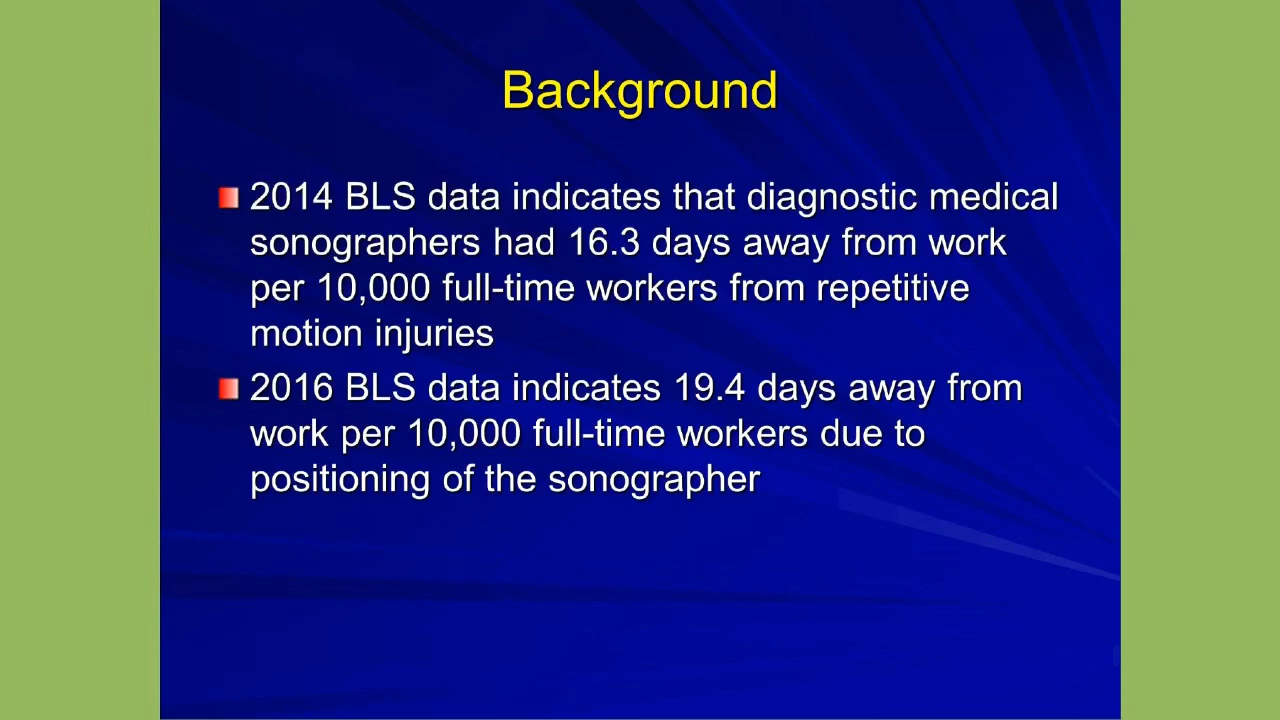 Background
2014 BLS data indicates that diagnostic medical
sonographers had 16.3 days away from work
per 10,000 full-time workers from repetitive
motion injuries
2016 BLS data indicates 19.4 days away from
work per 10,000 full-time workers due to
positioning of the sonographer